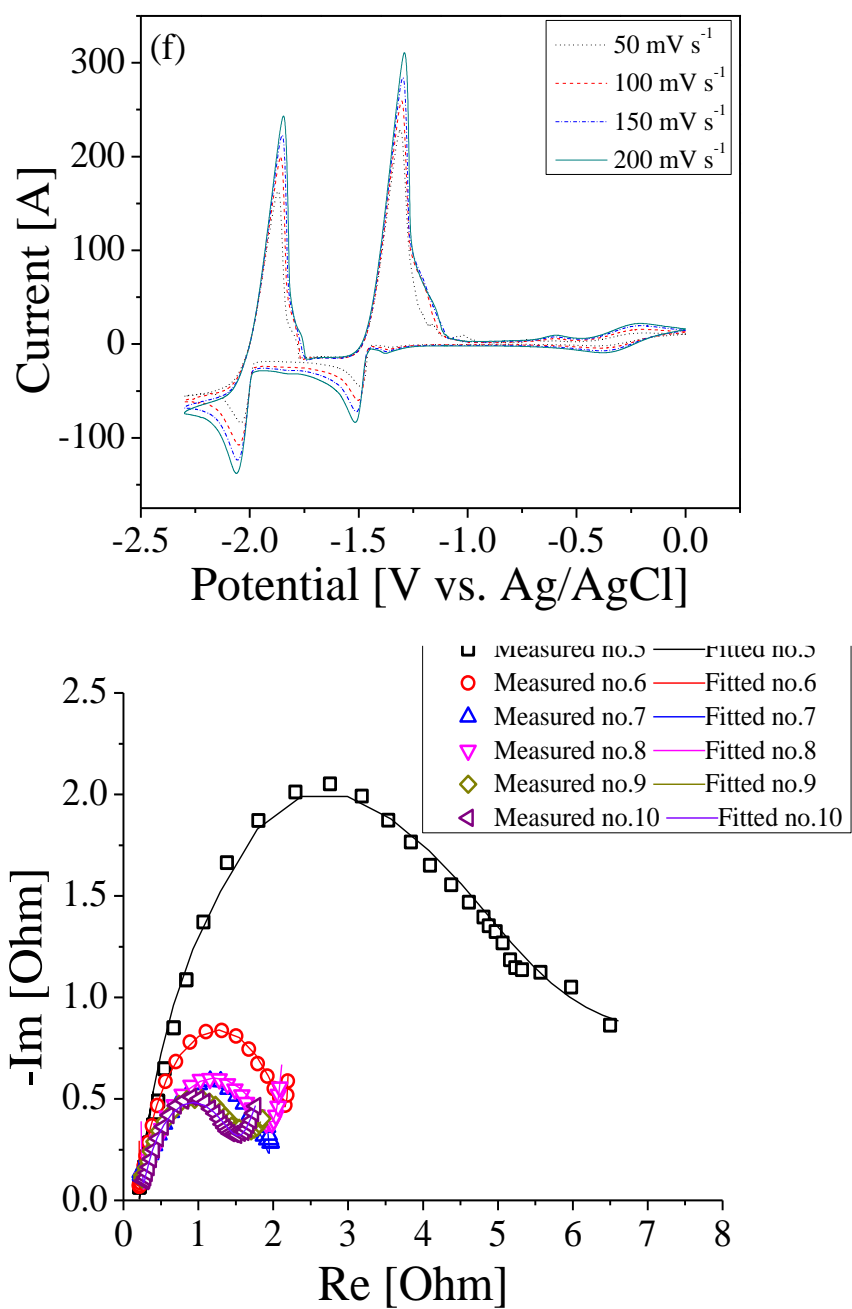 (f)
50 mV s-1
100 mV s-1
150 mV s-1
200 mV s-1
300
200
100
0
-100
Current [A]
-2.5 -2.0 -1.5 -1.0 -0.5 0.0
Potential [V vs. Ag/AgCl]
Measured no.5 Fitted no.5
Measured no.6 Fitted no.6
Measured no.7 Fitted no.7
Measured no.8 Fitted no.8
Measured no.9 Fitted no.9
Measured no.10 Fitted no.10
2.5
2.0
1.5
1.0
0.5
0.0
-Im [Ohm]
0 1 2 3 4 5 6 7 8
Re [Ohm]